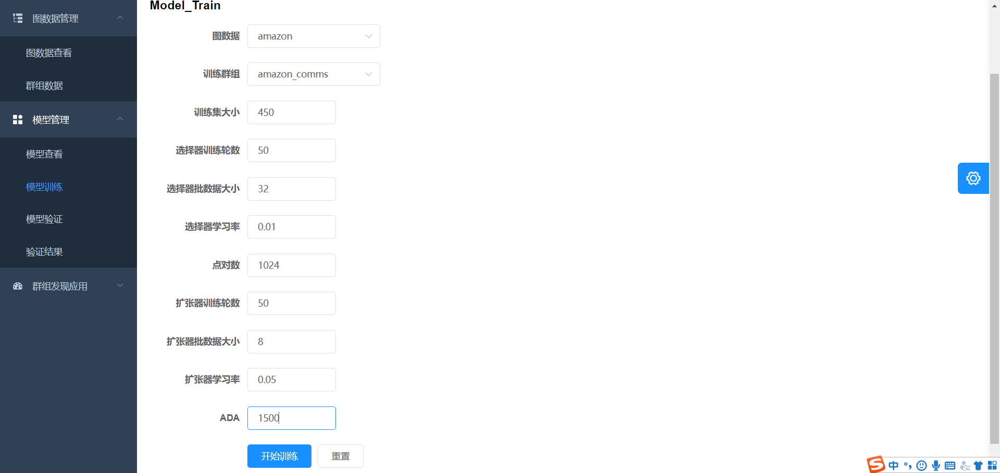 图数据管理
图数据查看
群组数据
模型管理
模型查看
模型训练
模型验证
验证结果
群组发现应用
Model_Train
图数据 amazon
训练群组 amazon_comms
训练集大小 450
选择器训练轮数 50
选择器批数据大小 32
选择器学习率 0.01
点对数 1024
扩张器训练轮数 50
扩张器批数据大小 8
扩张器学习率 0.05
ADA 1500
开始训练 重置
S 中